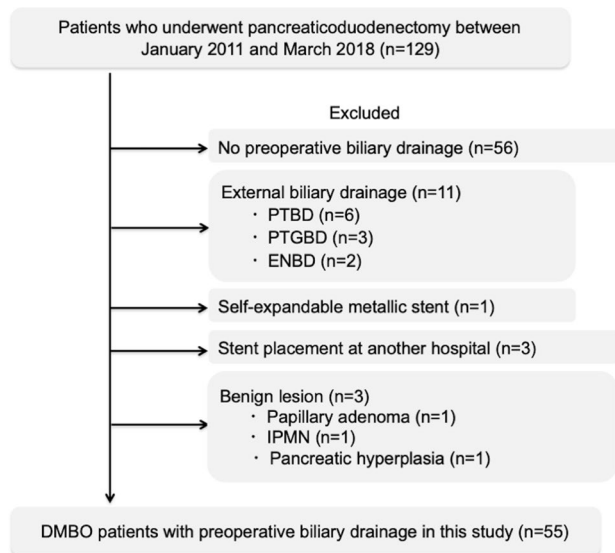 Patients who underwent pancreaticoduodenectomy between
January 2011 and March 2018 (n=129)
Excluded
No preoperative biliary drainage (n=56)
External biliary drainage (n=11)
・ PTBD (n=6)
・ PTGBD (n=3)
・ ENBD (n=2)
Self-expandable metallic stent (n=1)
Stent placement at another hospital (n=3)
Benign lesion (n=3)
・ Papillary adenoma (n=1)
・ IPMN (n=1)
・ Pancreatic hyperplasia (n=1)
DMBO patients with preoperative biliary drainage in this study (n=55)